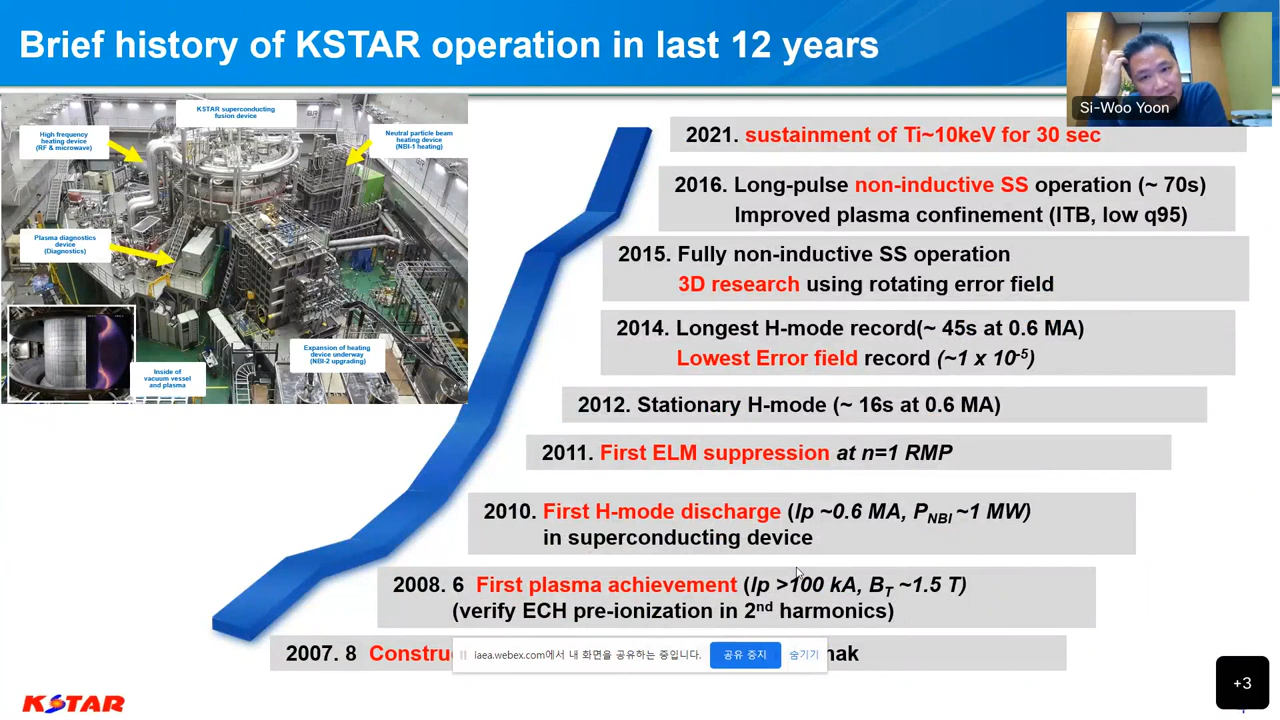 Brief history of KSTAR operation in last 12 years
Si-Woo Yoon
KSTAR superconducting
fusion device
High frequency
heating device
(RF & microwave)
Neutral particle beam
heating device
(NBI-1 heating)
Plasma diagnostics
device
(Diagnostics)
Expansion of heating
device underway
(NBI-2 upgrading)
Inside of
vacuum vessel
and plasma
2021. sustainment of Ti~10keV for 30 sec
2016. Long-pulse non-inductive SS operation (~ 70s)
Improved plasma confinement (ITB, low q95)
2015. Fully non-inductive SS operation
3D research using rotating error field
2014. Longest H-mode record(~ 45s at 0.6 MA)
Lowest Error field record (~1 x 10⁻⁵)
2012. Stationary H-mode (~ 16s at 0.6 MA)
2011. First ELM suppression at n=1 RMP
2010. First H-mode discharge (Ip ~0.6 MA, P_NBI ~1 MW)
in superconducting device
2008. 6 First plasma achievement (Ip >100 kA, B_T ~1.5 T)
(verify ECH pre-ionization in 2nd harmonics)
2007. 8 Constru
iaea.webex.com에서 내 화면을 공유하는 중입니다. 공유 중지 숨기기
KSTAR
+3